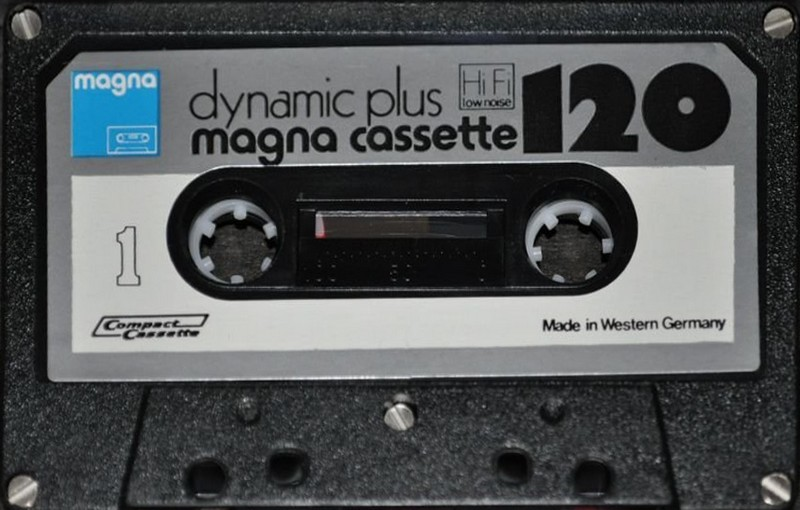 magna
dynamic plus
Hi Fi
low noise
120
magna cassette
1
Compact
Cassette
Made in Western Germany